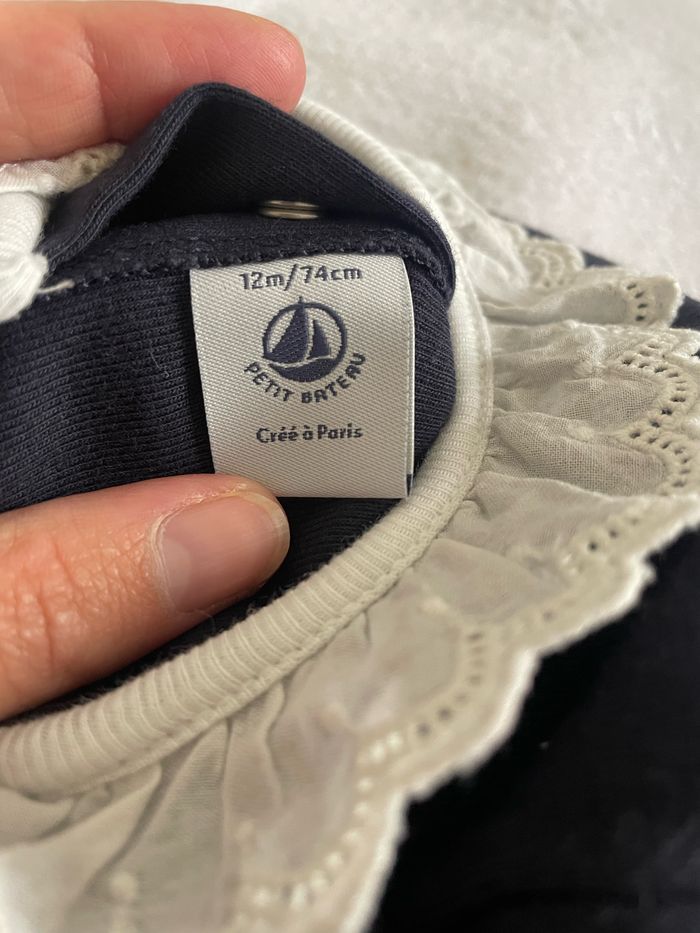 12m/74cm
PETIT BATEAU
Créé à Paris